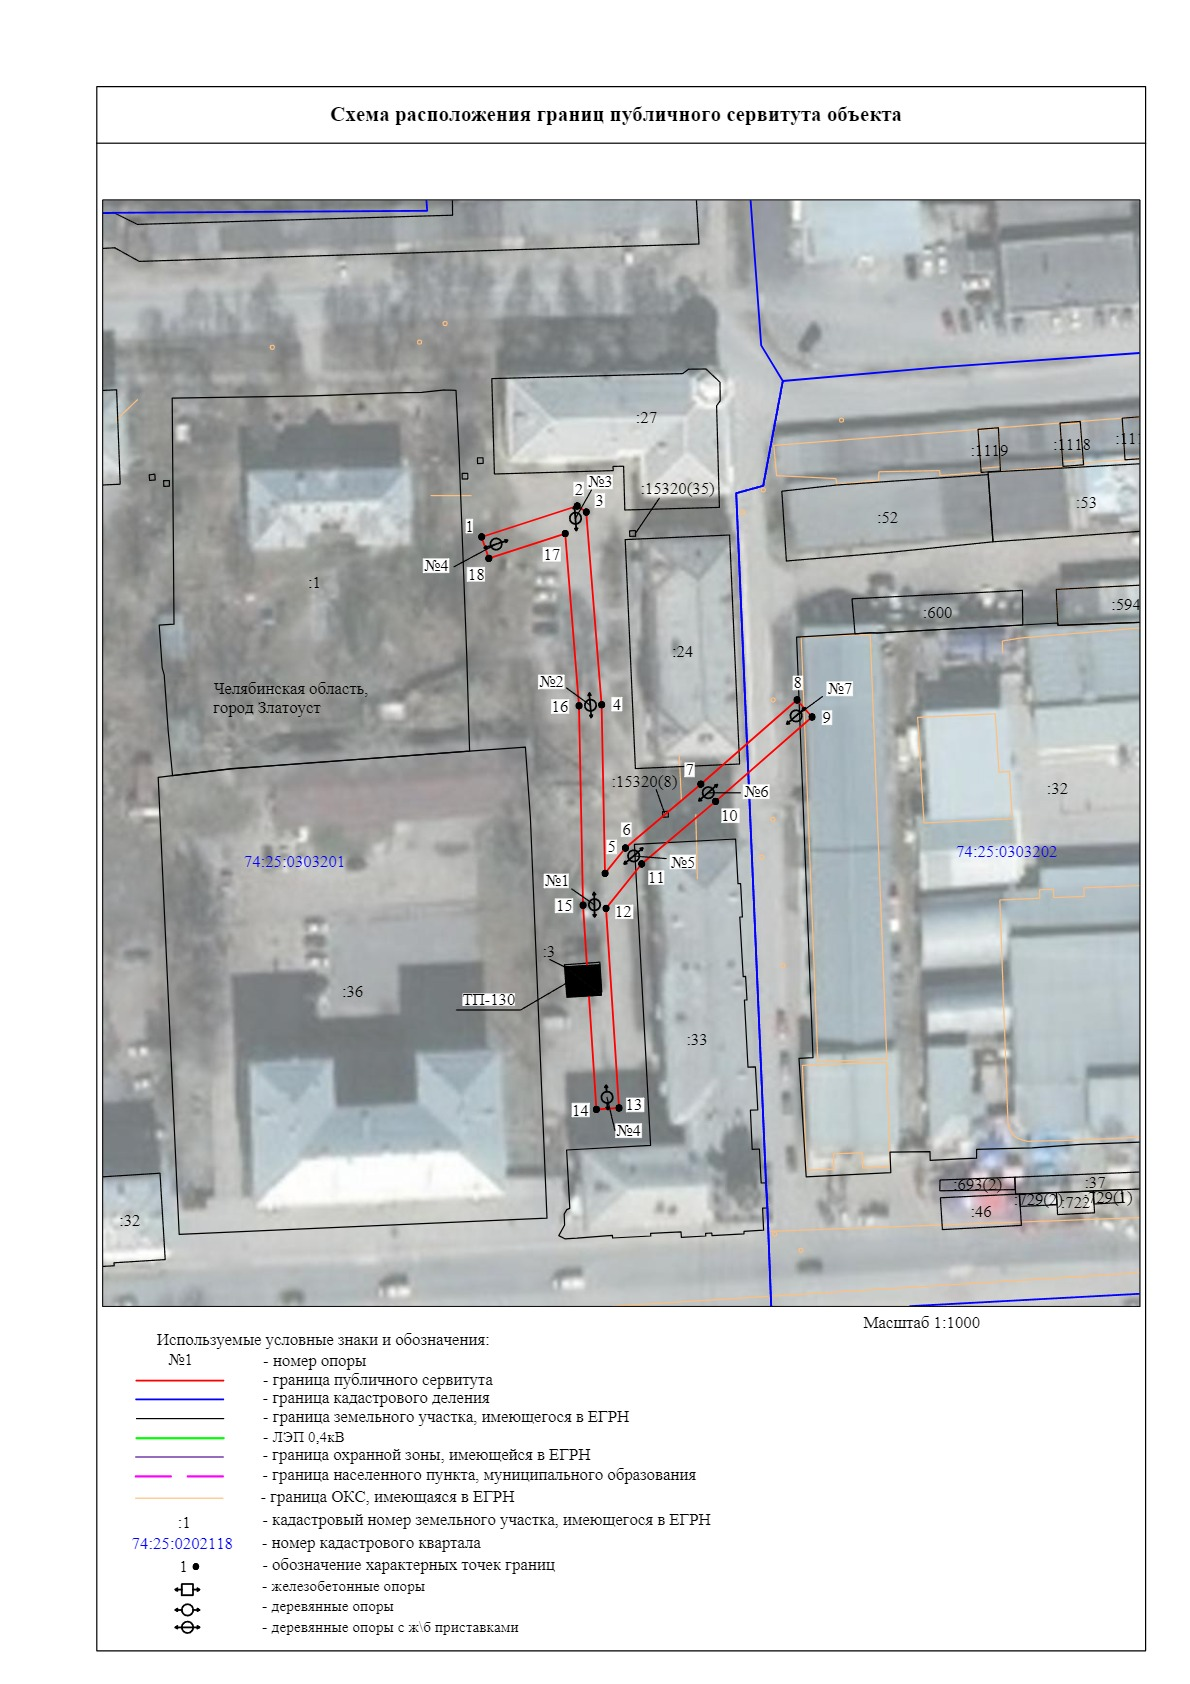 Схема расположения границ публичного сервитута объекта
:27
:1119
:1118
:111
:15320(35)
:53
:52
№3
2
3
1
17
№4
18
:1
:600
:594
:24
Челябинская область,
город Златоуст
№2
16
4
8
№7
9
7
:15320(8)
№6
10
:32
6
5
№5
11
74:25:0303201
74:25:0303202
№1
15
12
:3
:36
ТП-130
:33
14
13
№4
:693(2)
:37
:729(2)
:722
:729(1)
:46
:32
Масштаб 1:1000
Используемые условные знаки и обозначения:
№1 - номер опоры
- граница публичного сервитута
- граница кадастрового деления
- граница земельного участка, имеющегося в ЕГРН
- ЛЭП 0,4кВ
- граница охранной зоны, имеющейся в ЕГРН
- граница населенного пункта, муниципального образования
- граница ОКС, имеющаяся в ЕГРН
:1 - кадастровый номер земельного участка, имеющегося в ЕГРН
74:25:0202118 - номер кадастрового квартала
1 - обозначение характерных точек границ
- железобетонные опоры
- деревянные опоры
- деревянные опоры с ж\б приставками